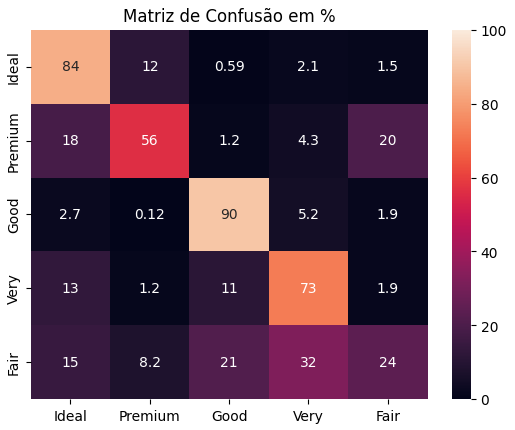 Matriz de Confusão em %
Ideal 84 12 0.59 2.1 1.5
Premium 18 56 1.2 4.3 20
Good 2.7 0.12 90 5.2 1.9
Very 13 1.2 11 73 1.9
Fair 15 8.2 21 32 24
Ideal Premium Good Very Fair
100
80
60
40
20
0